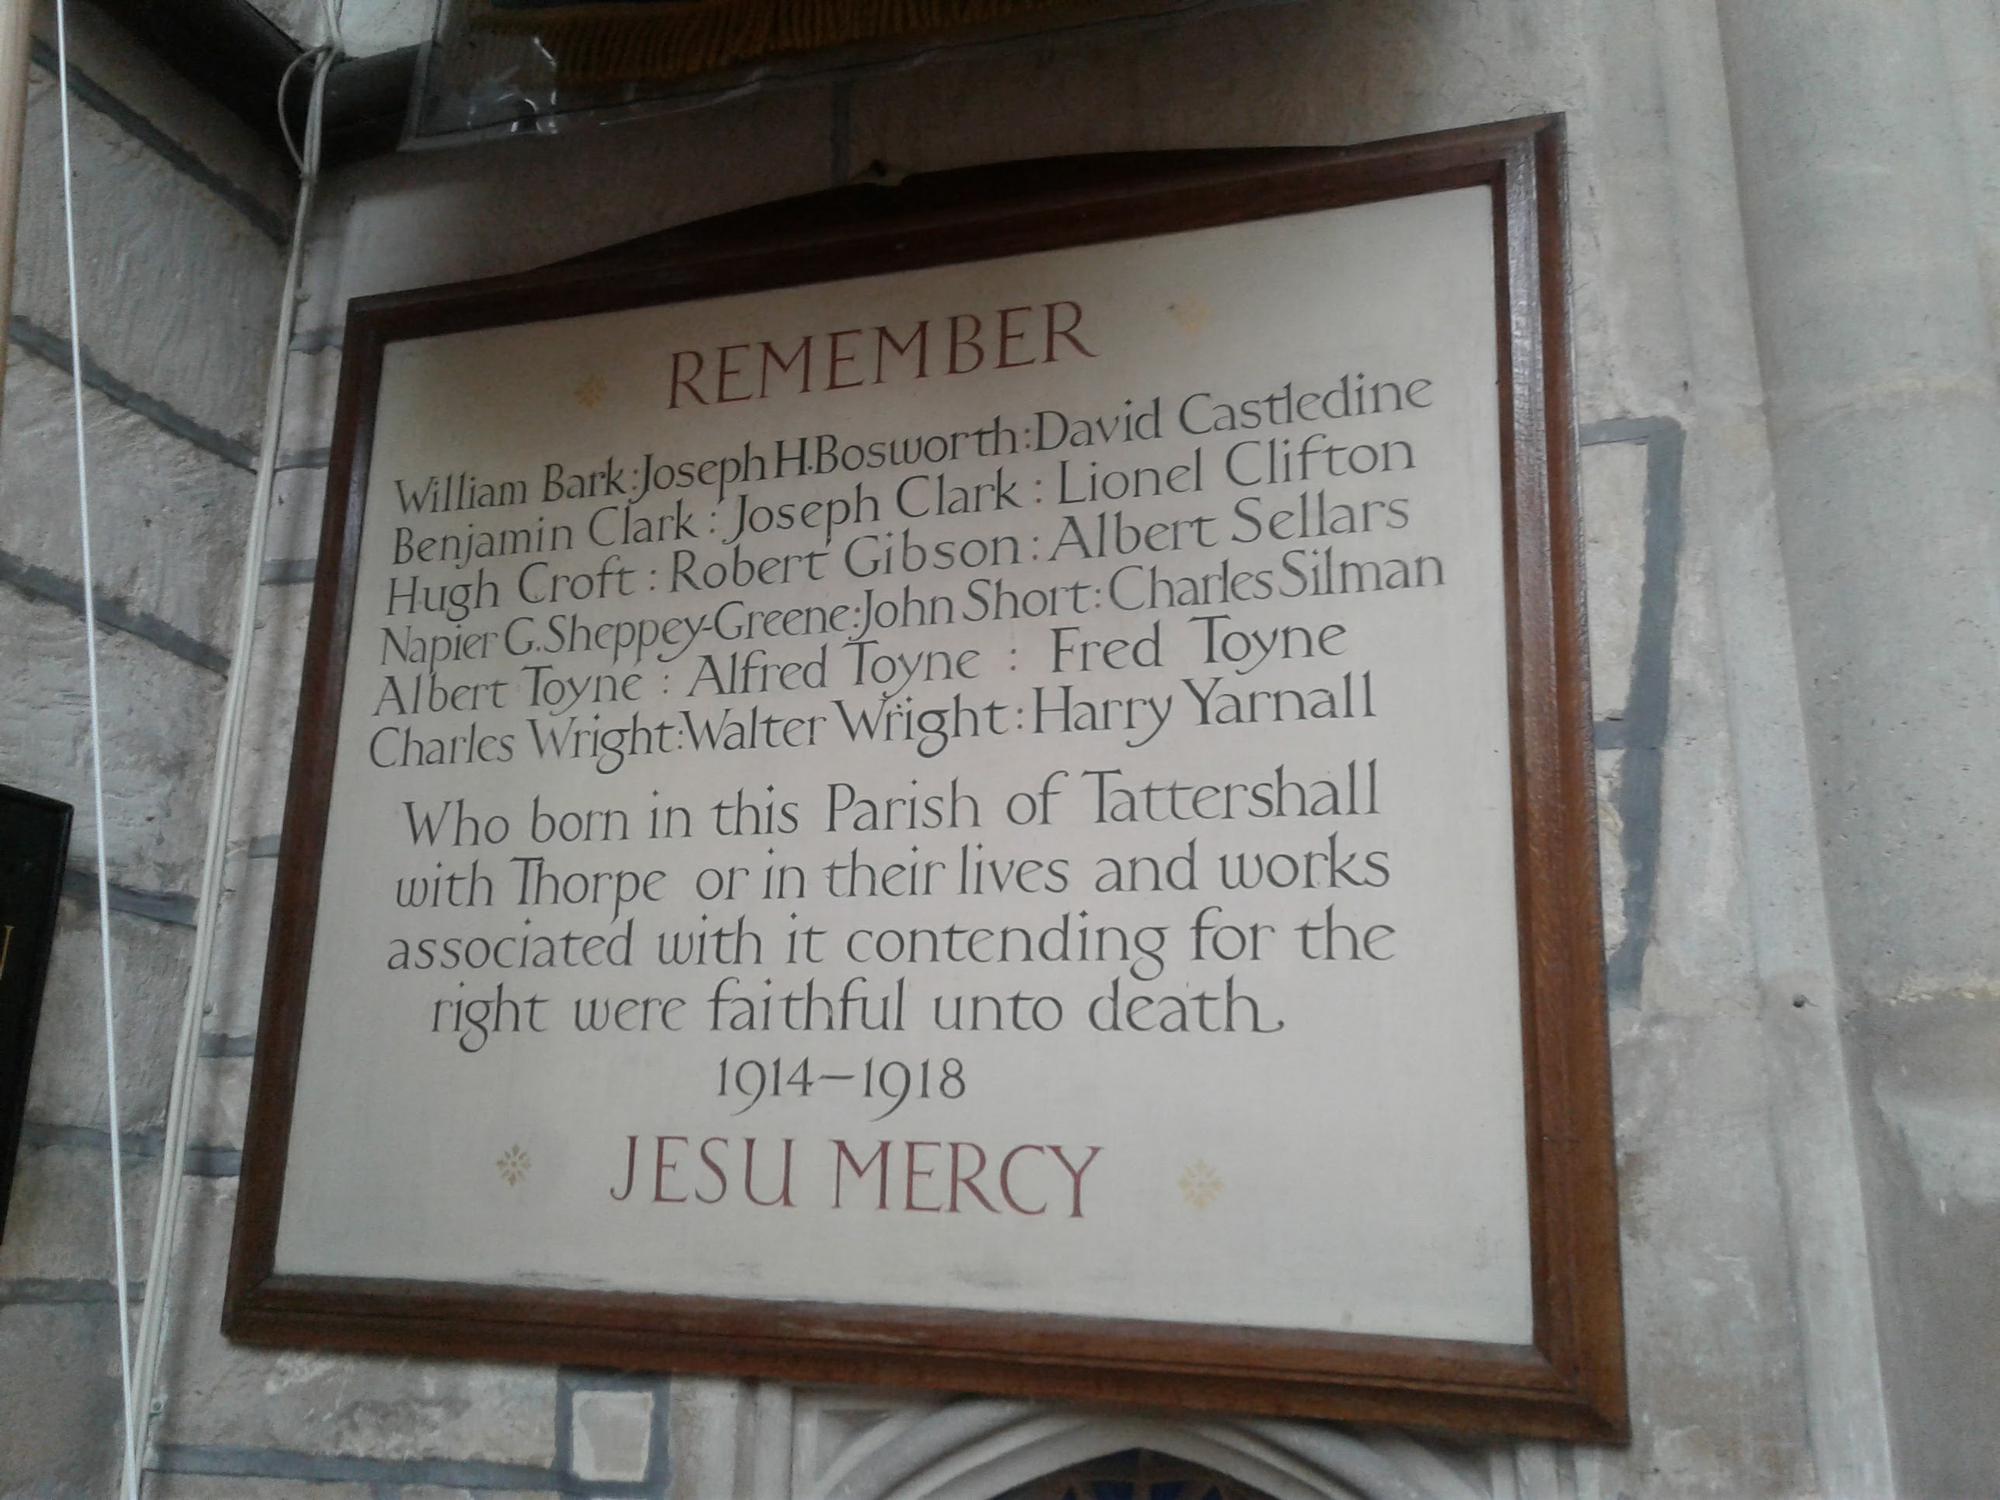 REMEMBER
William Bark:Joseph H.Bosworth:David Castledine
Benjamin Clark : Joseph Clark : Lionel Clifton
Hugh Croft : Robert Gibson : Albert Sellars
Napier G.Sheppey-Greene:John Short:Charles Silman
Albert Toyne : Alfred Toyne : Fred Toyne
Charles Wright:Walter Wright:Harry Yarnall
Who born in this Parish of Tattershall
with Thorpe or in their lives and works
associated with it contending for the
right were faithful unto death.
1914–1918
JESU MERCY